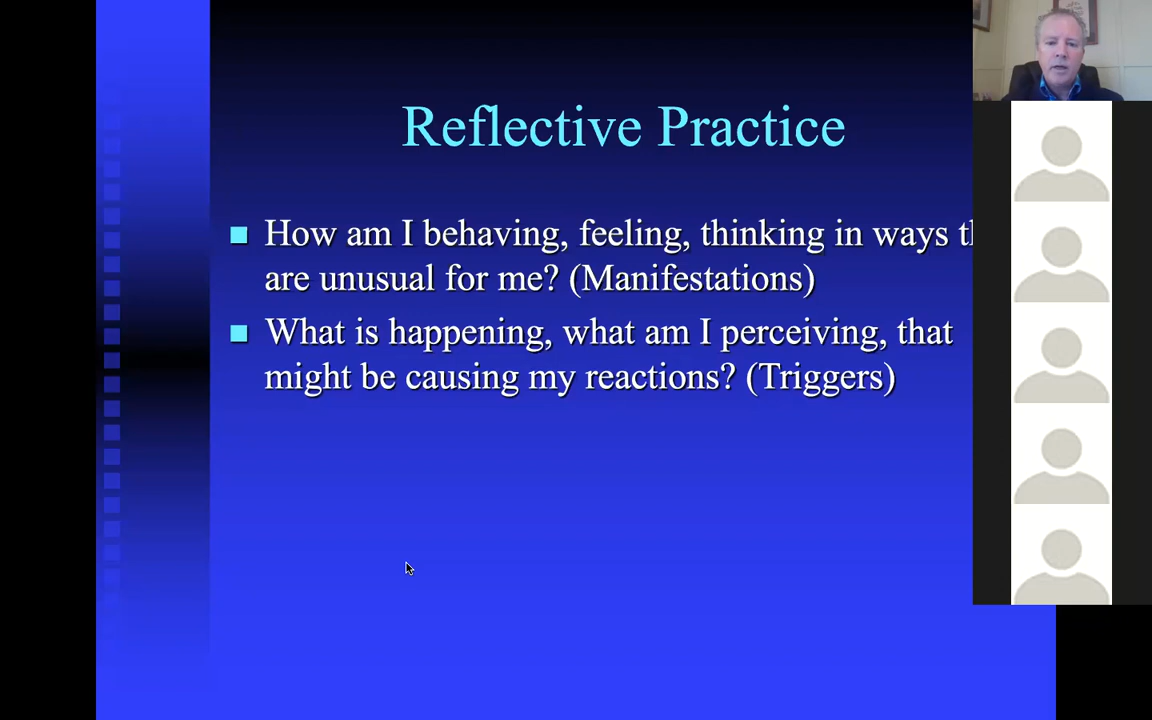 Reflective Practice
How am I behaving, feeling, thinking in ways
are unusual for me? (Manifestations)
What is happening, what am I perceiving, that
might be causing my reactions? (Triggers)